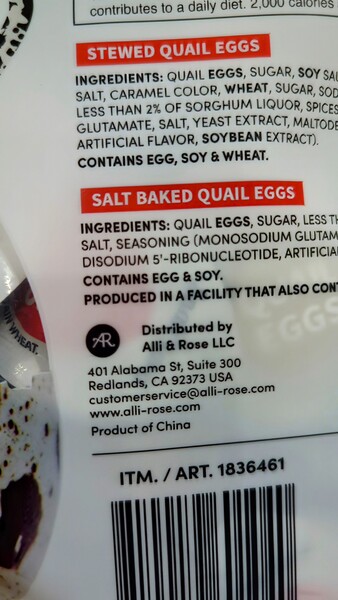 contributes to a daily diet. 2,000 calories
STEWED QUAIL EGGS
INGREDIENTS: QUAIL EGGS, SUGAR, SOY
SALT, CARAMEL COLOR, WHEAT, SUGAR,
LESS THAN 2% OF SORGHUM LIQUOR, SPICES
GLUTAMATE, SALT, YEAST EXTRACT,
ARTIFICIAL FLAVOR, SOYBEAN EXTRACT).
CONTAINS EGG, SOY & WHEAT.
SALT BAKED QUAIL EGGS
INGREDIENTS: QUAIL EGGS, SUGAR, LESS
SALT, SEASONING (MONOSODIUM
DISODIUM 5'-RIBONUCLEOTIDE,
CONTAINS EGG & SOY.
PRODUCED IN A FACILITY THAT ALSO
AR
Distributed by
Alli & Rose LLC
401 Alabama St, Suite 300
Redlands, CA 92373 USA
customerservice@alli-rose.com
www.alli-rose.com
Product of China
WHEAT.
ITM. / ART. 1836461